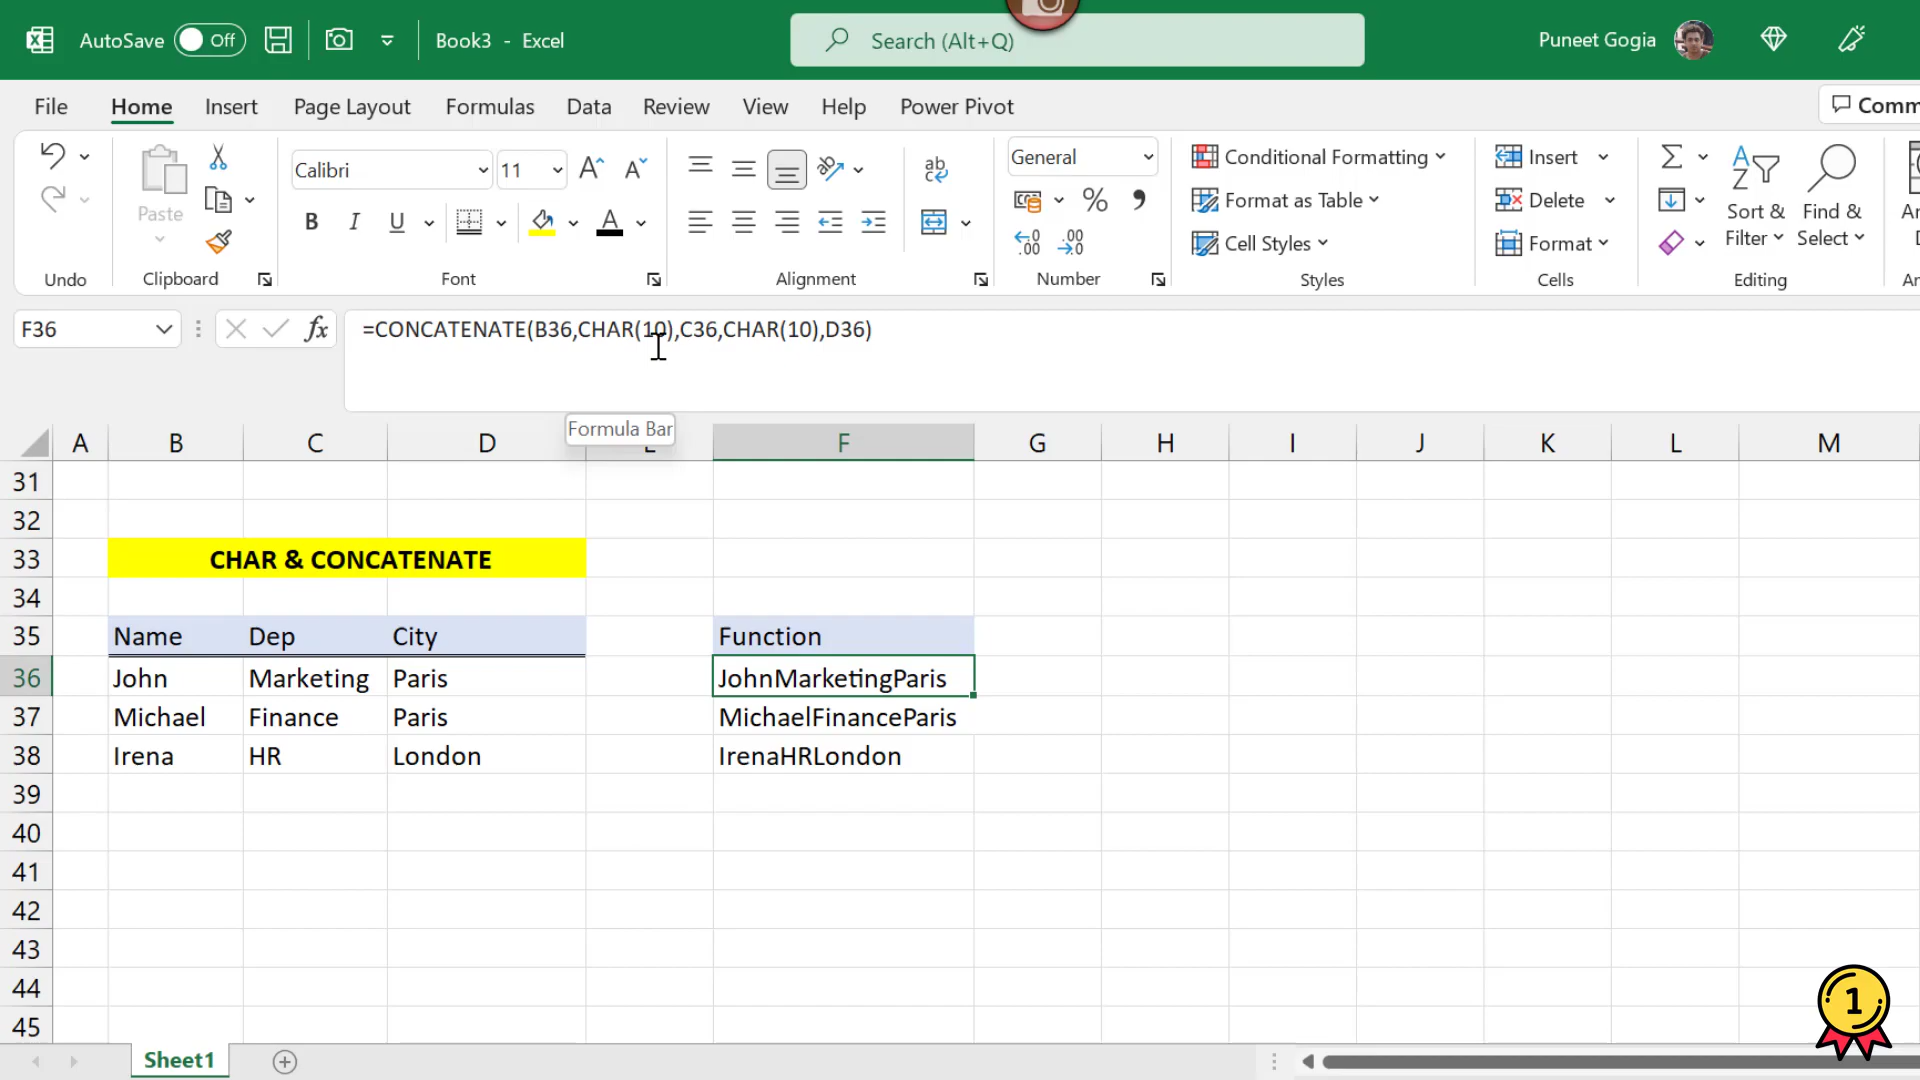 AutoSave Off Book3 - Excel Search (Alt+Q) Puneet Gogia
File Home Insert Page Layout Formulas Data Review View Help Power Pivot Comm
Paste
Undo
Clipboard
Calibri 11 A A
B I U A
Font
ab
Alignment
General
% ,
.00 .0
Number
Conditional Formatting
Format as Table
Cell Styles
Styles
Insert
Delete
Format
Cells
Sort &
Filter
Find &
Select
Editing
F36 fx =CONCATENATE(B36,CHAR(10),C36,CHAR(10),D36)
Formula Bar
A B C D F G H I J K L M
31
32
33 CHAR & CONCATENATE
34
35 Name Dep City Function
36 John Marketing Paris JohnMarketingParis
37 Michael Finance Paris MichaelFinanceParis
38 Irena HR London IrenaHRLondon
39
40
41
42
43
44
45
1
Sheet1